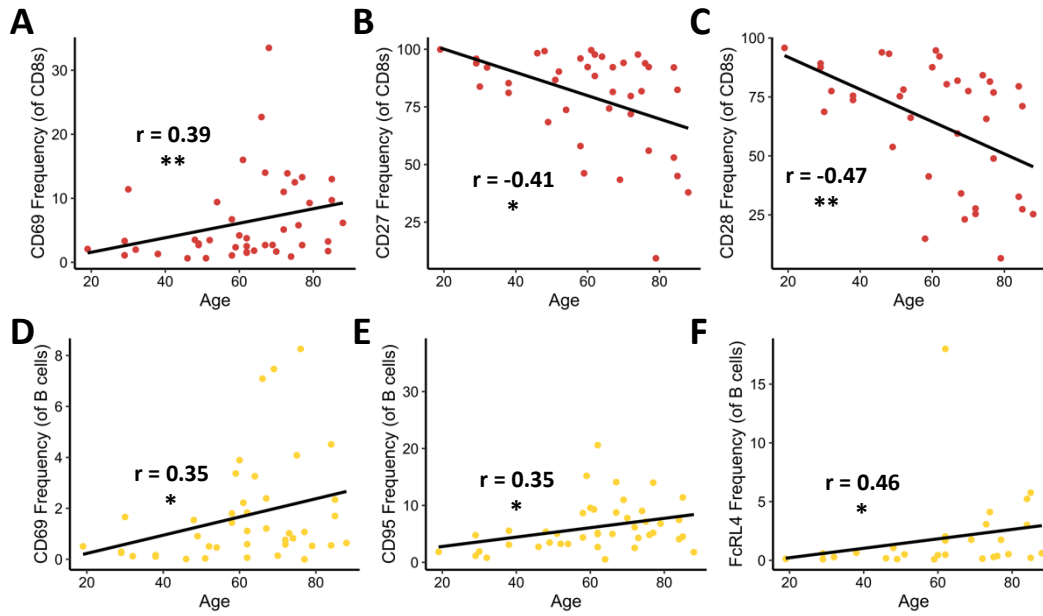 A
CD69 Frequency (of CD8s)
30
20
10
0
r = 0.39
**
20 40 60 80
Age
B
CD27 Frequency (of CD8s)
100
75
50
25
r = -0.41
*
20 40 60 80
Age
C
CD28 Frequency (of CD8s)
100
75
50
25
r = -0.47
**
20 40 60 80
Age
D
CD69 Frequency (of B cells)
8
6
4
2
0
r = 0.35
*
20 40 60 80
Age
E
CD95 Frequency (of B cells)
30
20
10
0
r = 0.35
*
20 40 60 80
Age
F
FcRL4 Frequency (of B cells)
15
10
5
0
r = 0.46
*
20 40 60 80
Age